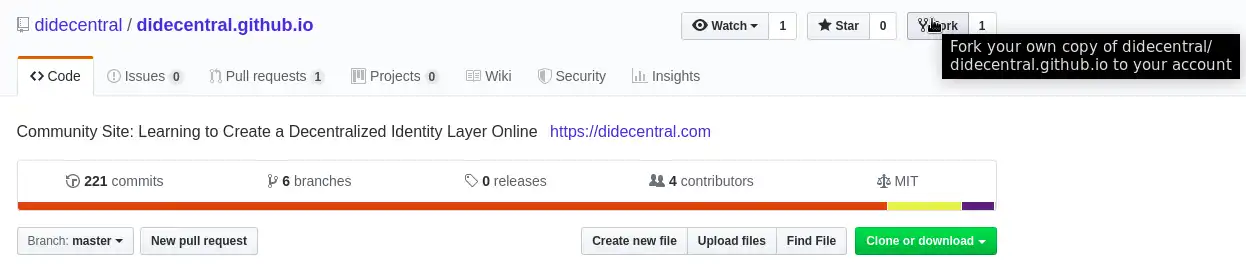 didecentral / didecentral.github.io
Watch 1 Star 0 1
Fork your own copy of didecentral/
didecentral.github.io to your account
Code Issues 0 Pull requests 1 Projects 0 Wiki Security Insights
Community Site: Learning to Create a Decentralized Identity Layer Online https://didecentral.com
221 commits 6 branches 0 releases 4 contributors MIT
Branch: master New pull request Create new file Upload files Find File Clone or download